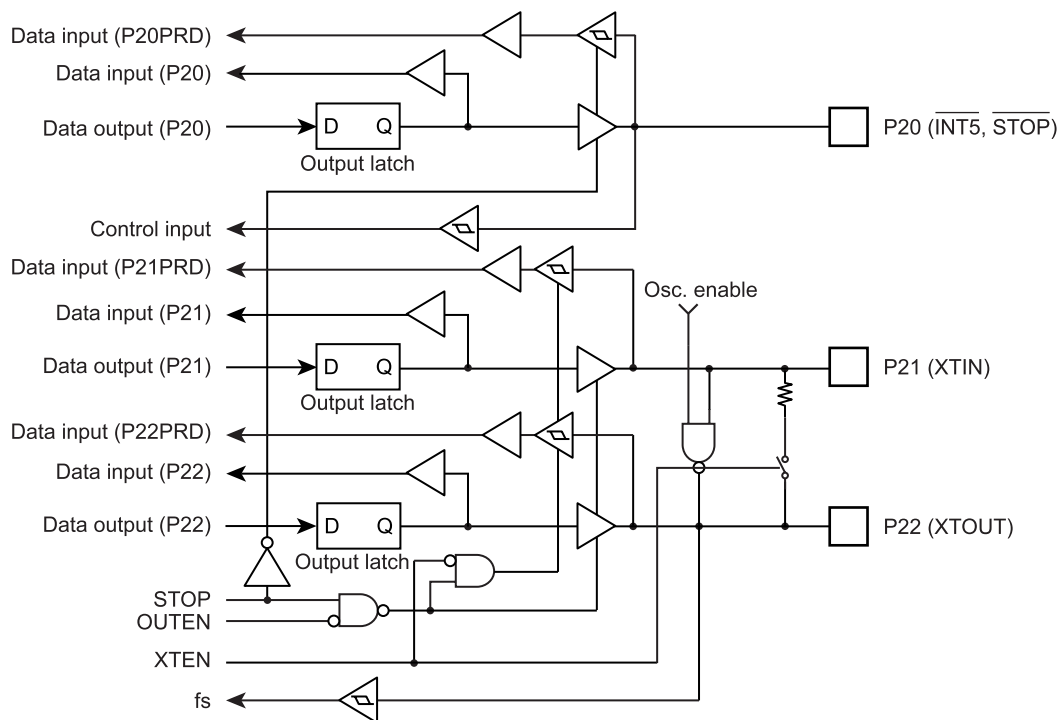 Data input (P20PRD)
Data input (P20)
Data output (P20)
D Q
Output latch
P20 (INT5, STOP)
Control input
Data input (P21PRD)
Osc. enable
Data input (P21)
Data output (P21)
D Q
Output latch
P21 (XTIN)
Data input (P22PRD)
Data input (P22)
Data output (P22)
D Q
Output latch
P22 (XTOUT)
STOP
OUTEN
XTEN
fs